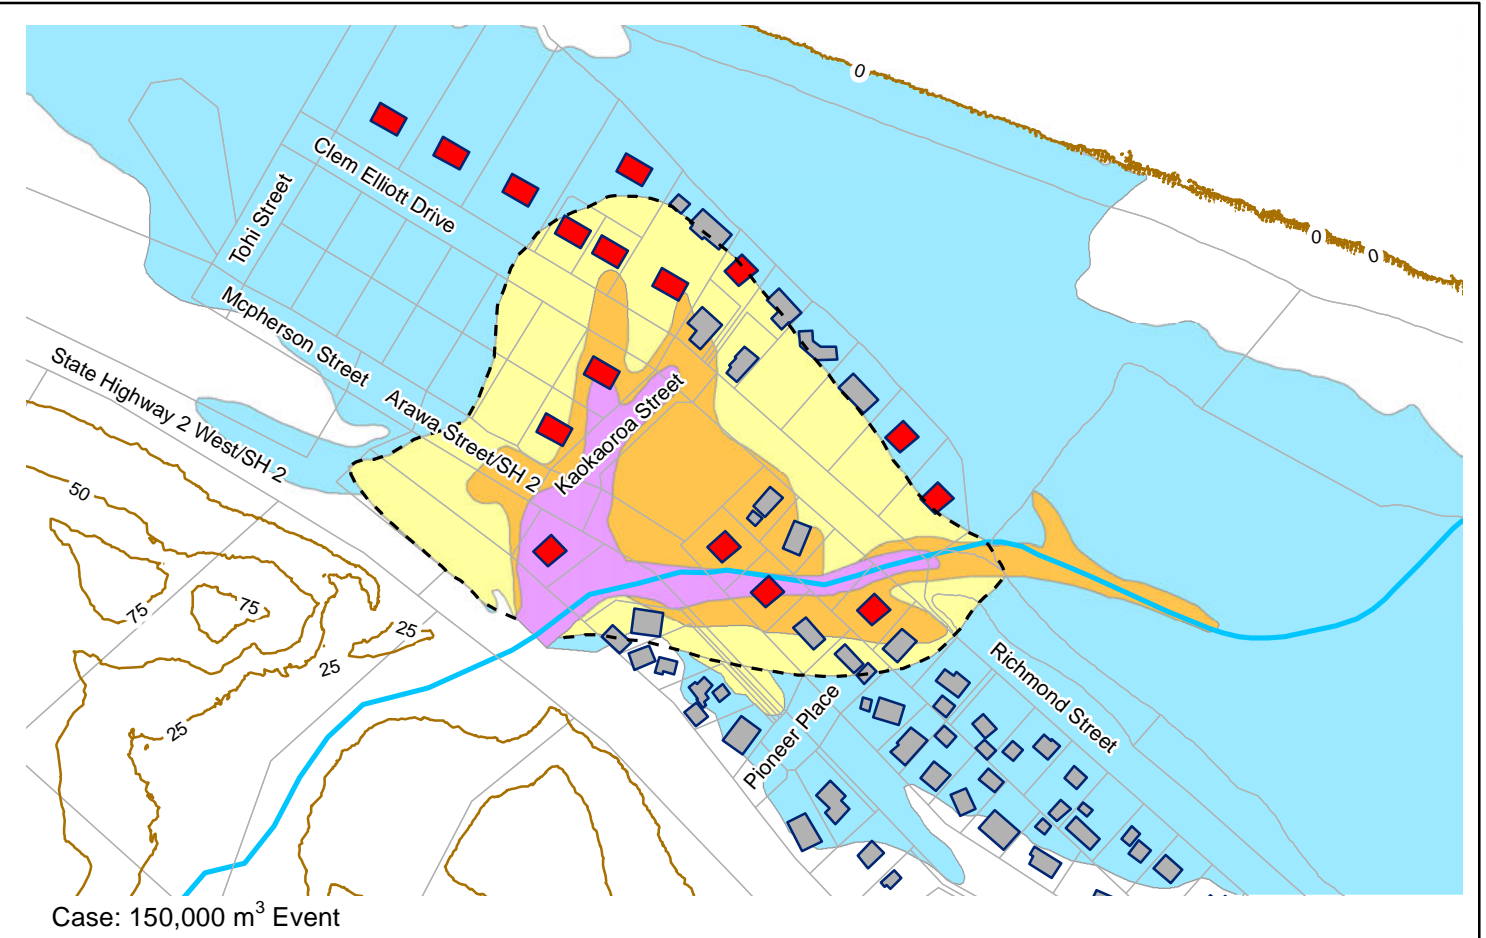 0
Clem Elliott Drive
Tohi Street
0
0
Mcpherson Street
State Highway 2 West/SH 2
Arawa Street/SH 2
Kaokaoroa Street
50
75
75
25
25
25
Richmond Street
Pioneer Place
Case: 150,000 m³ Event